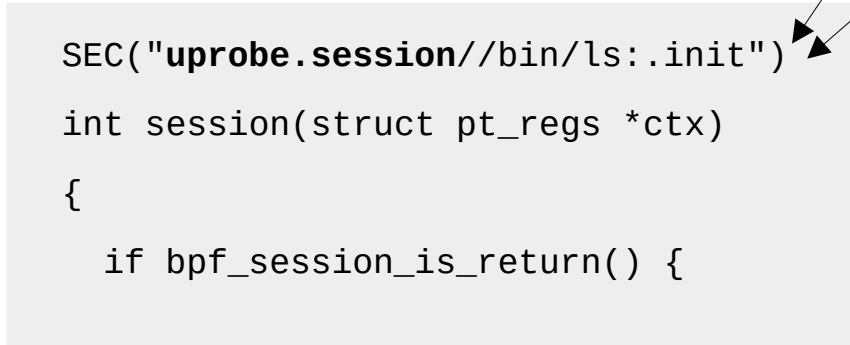 SEC("uprobe.session//bin/ls:.init")
int session(struct pt_regs *ctx)
{
if bpf_session_is_return() {